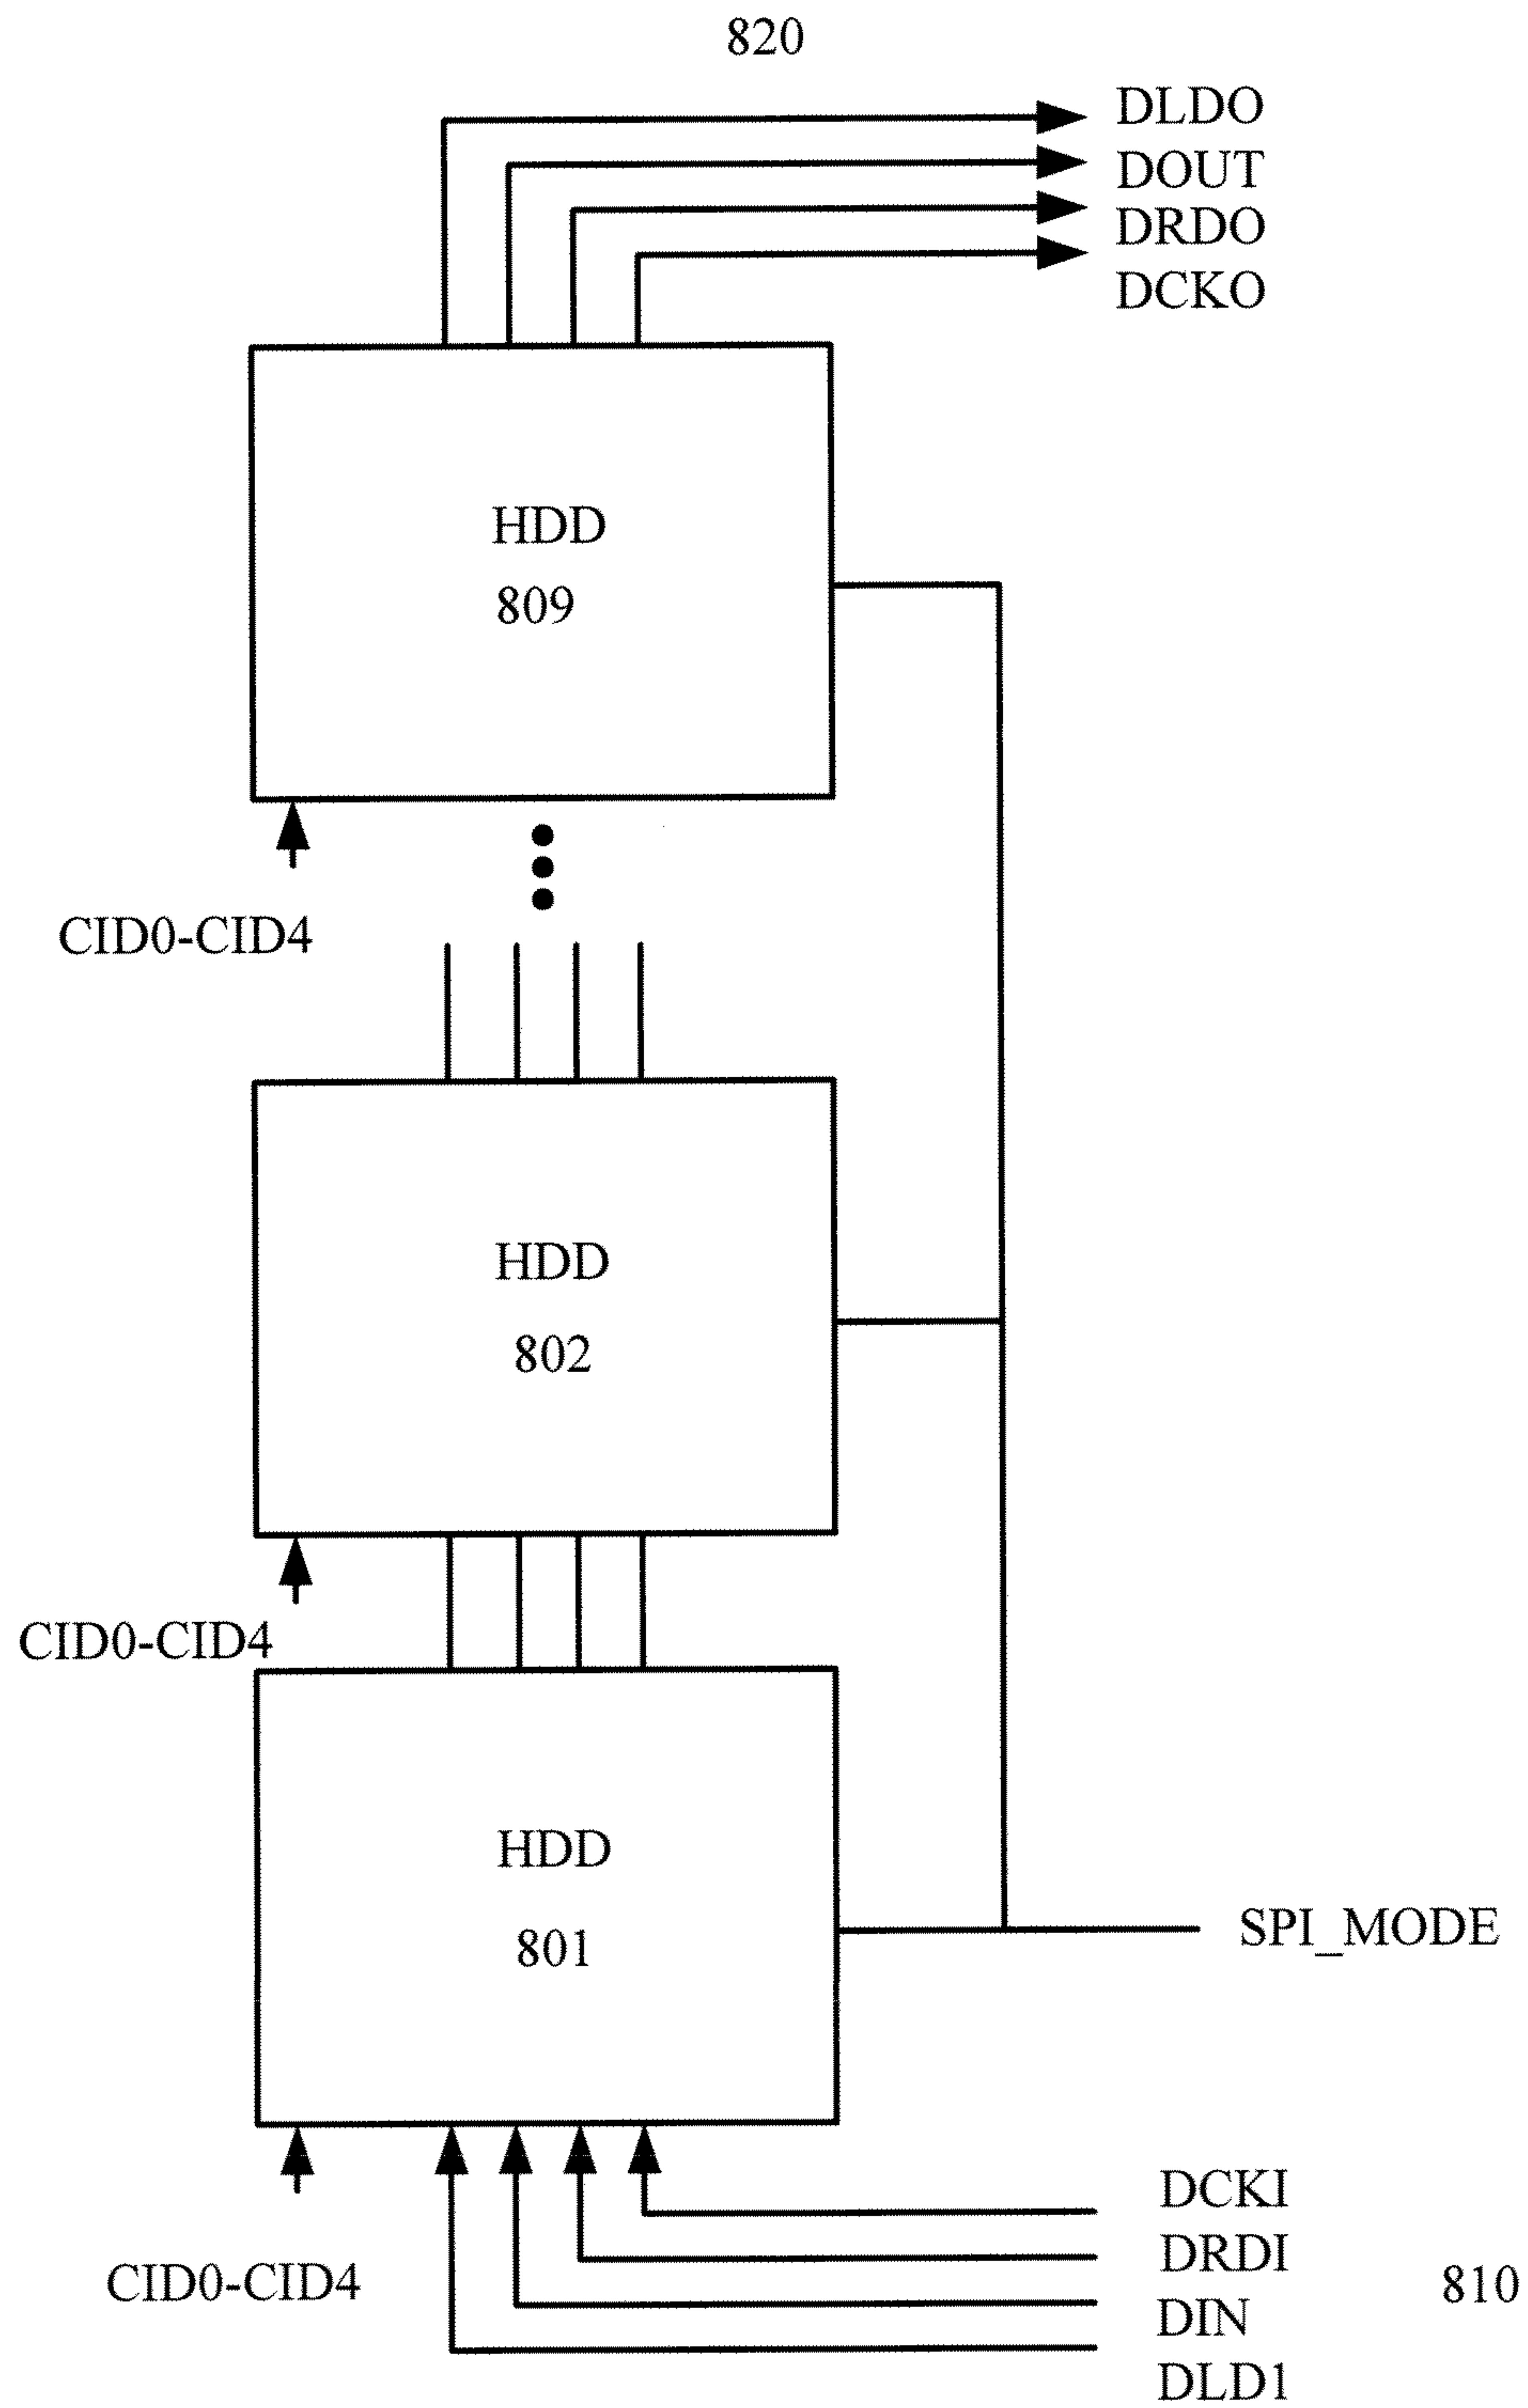 820
DLDO
DOUT
DRDO
DCKO
HDD
809
CID0-CID4
HDD
802
CID0-CID4
HDD
801
SPI_MODE
CID0-CID4
DCKI
DRDI
DIN
DLD1
810